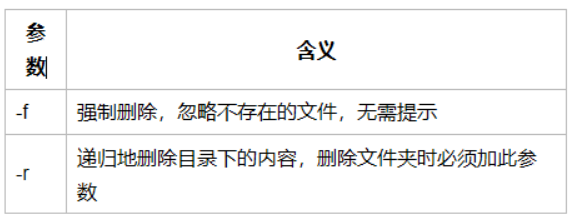 参
数
含义
-f
强制删除，忽略不存在的文件，无需提示
-r
递归地删除目录下的内容，删除文件夹时必须加此参
数